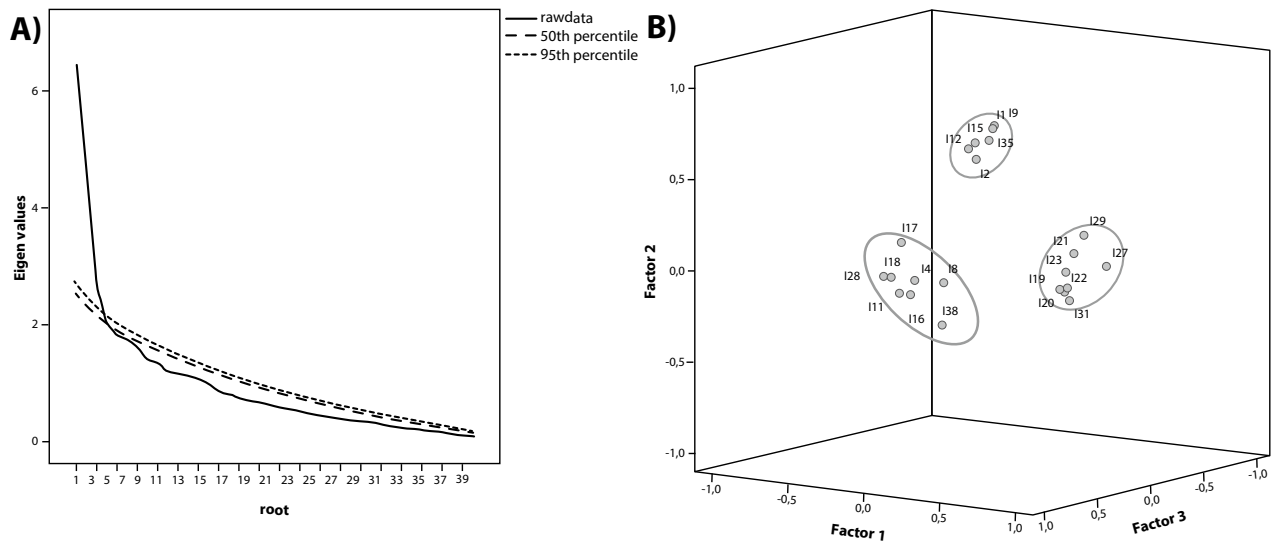 A)
rawdata
50th percentile
95th percentile
Eigen values
6
4
2
0
1 3 5 7 9 11 13 15 17 19 21 23 25 27 29 31 33 35 37 39
root
B)
Factor 2
1,0
0,5
0,0
-0,5
-1,0
I1 I9
I15
I12
I35
I2
I17
I18
I28
I4
I8
I11
I16
I38
I29
I21
I27
I23
I19
I22
I20
I31
-1,0
-0,5
0,0
0,5
1,0
Factor 1
1,0
0,5
0,0
-0,5
-1,0
Factor 3